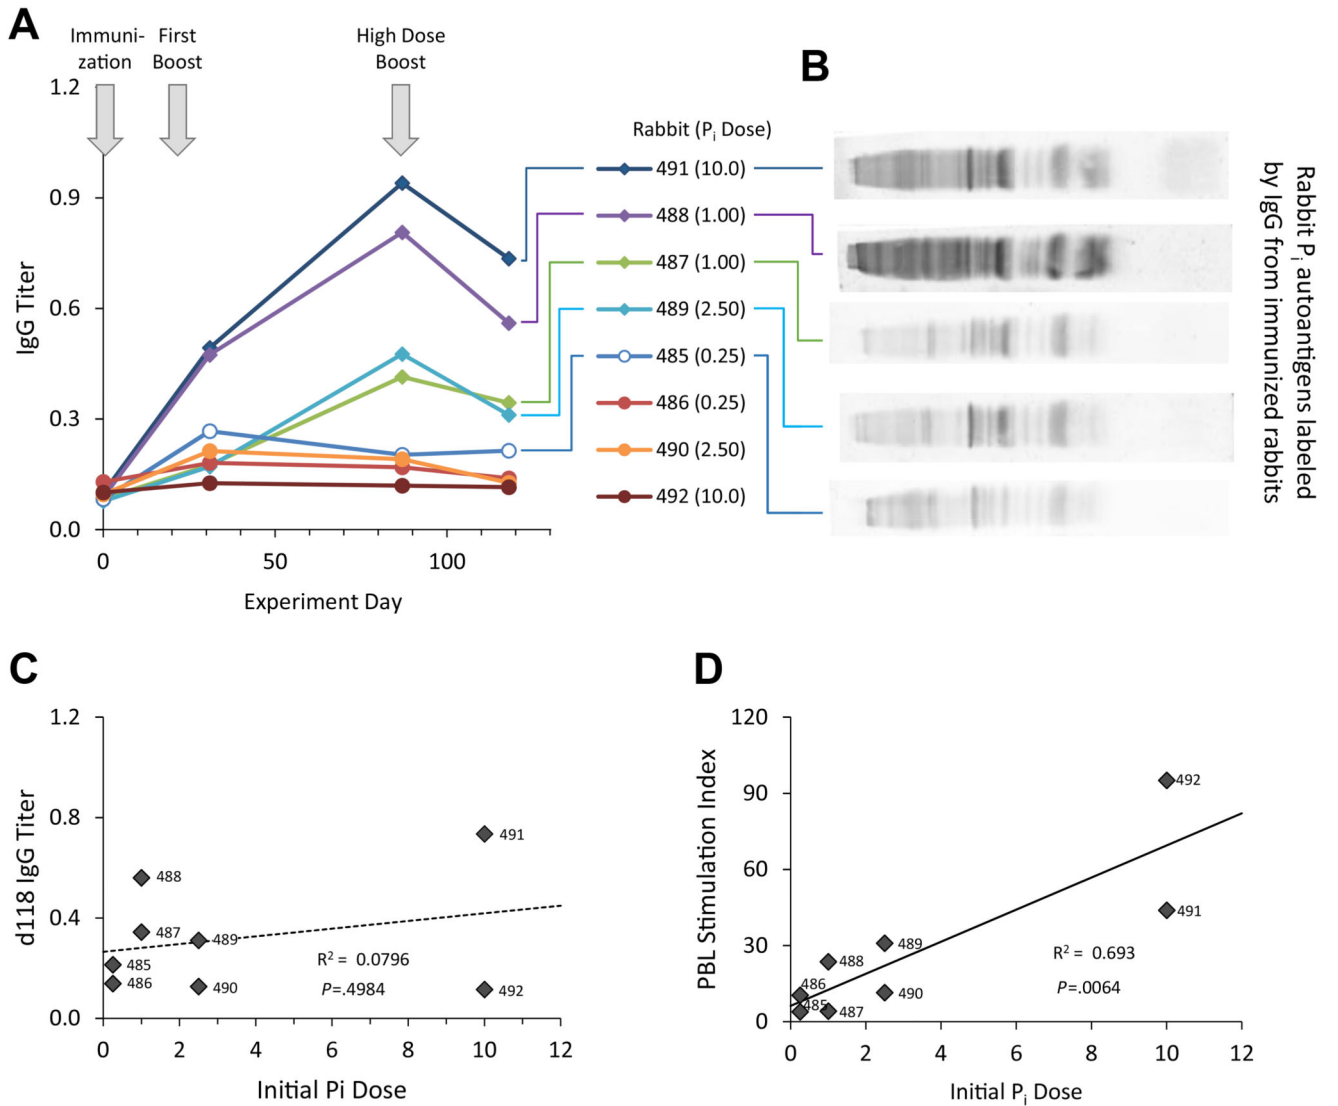 A
Immuni-
zation
First
Boost
High Dose
Boost
1.2
0.9
0.6
0.3
0.0
IgG Titer
0
50
100
Experiment Day
Rabbit (Pi Dose)
491 (10.0)
488 (1.00)
487 (1.00)
489 (2.50)
485 (0.25)
486 (0.25)
490 (2.50)
492 (10.0)
B
Rabbit Pi autoantigens labeled
by IgG from immunized rabbits
C
1.2
0.8
0.4
0.0
d118 IgG Titer
491
488
487
489
485
486
490
492
R2 = 0.0796
P=.4984
0 2 4 6 8 10 12
Initial Pi Dose
D
120
90
60
30
0
PBL Stimulation Index
492
491
489
488
486
490
485
487
R2 = 0.693
P=.0064
0 2 4 6 8 10 12
Initial Pi Dose